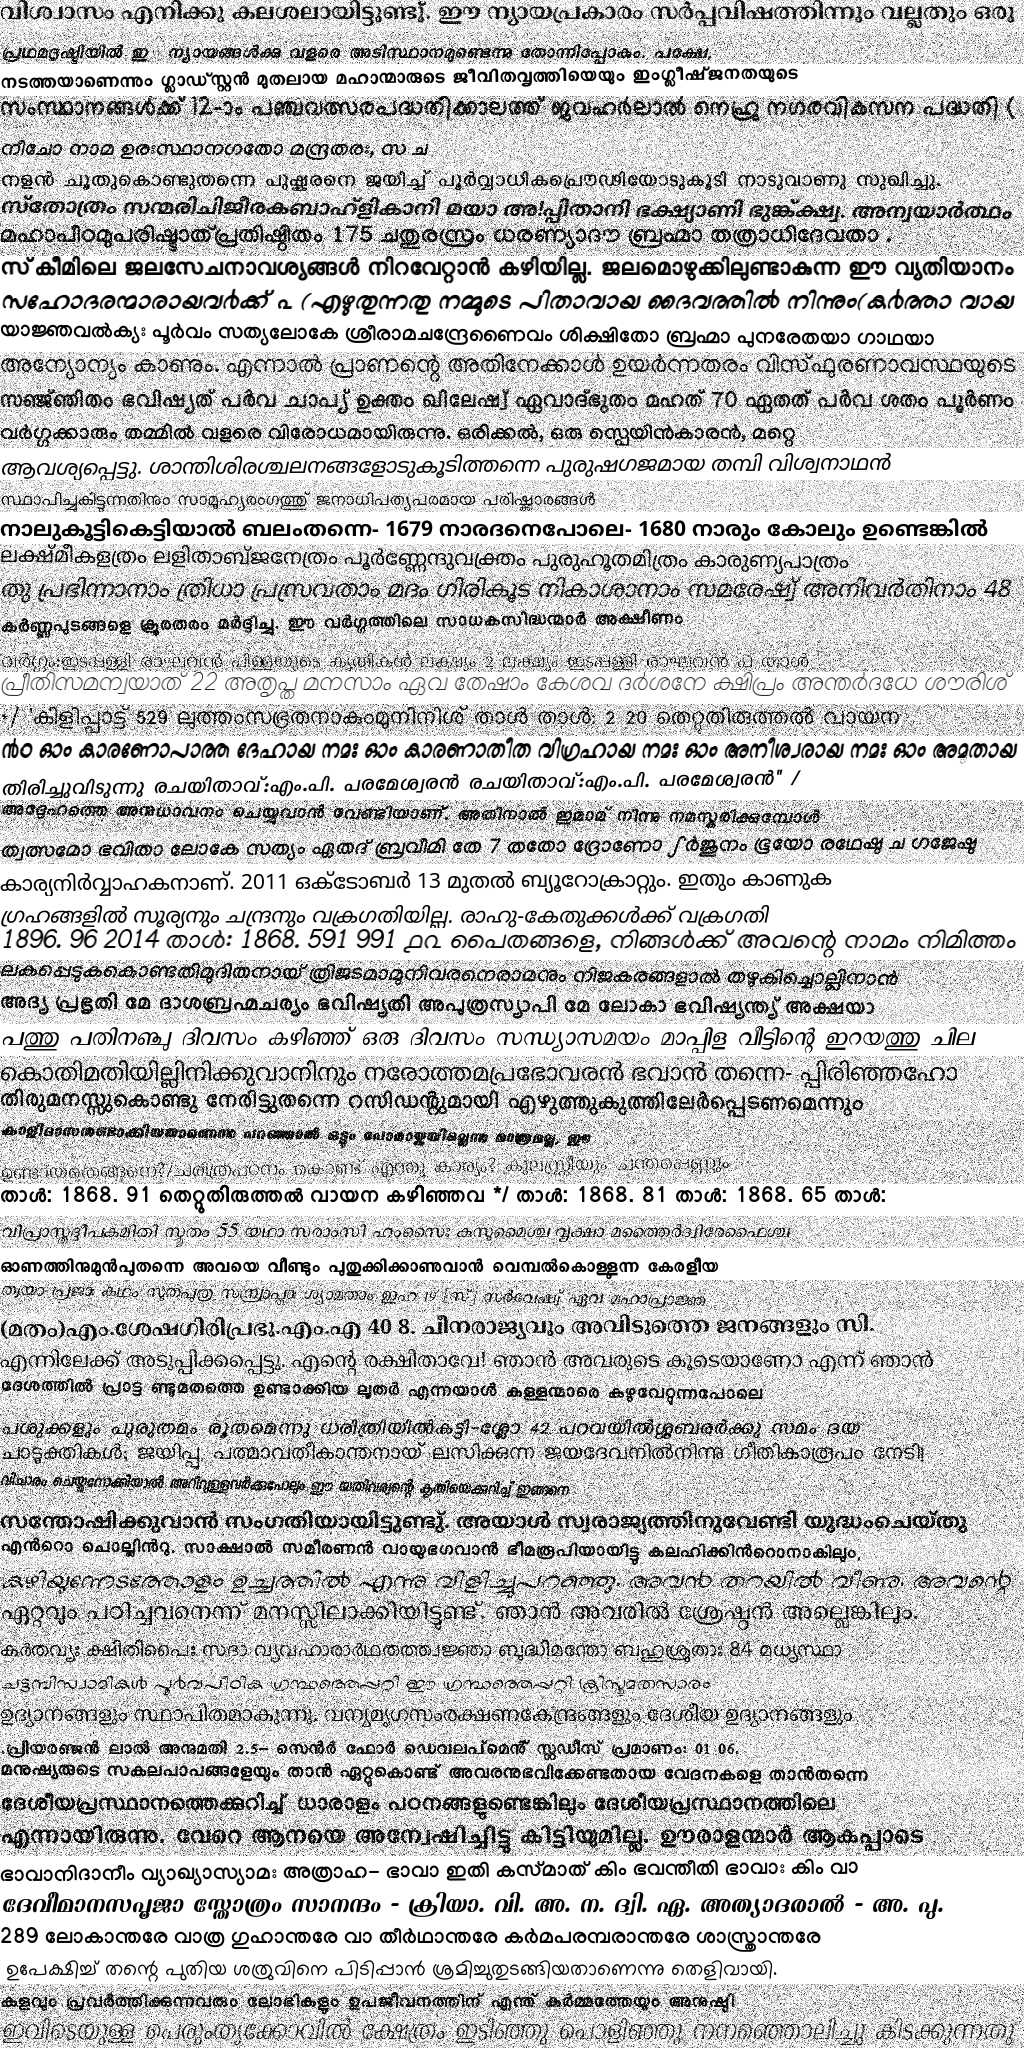 വിശ്വാസം എനിക്കു കലശലായിട്ടുണ്ടു്. ഈ ന്യായപ്രകാരം സർപ്പവിഷത്തിന്നും വല്ലതും ഒരു
പ്രഥമദൃഷ്ടിയിൽ ഇ ന്യായങ്ങൾക്കു വളരെ അടിസ്ഥാനമുണ്ടെന്നു തോന്നിപ്പോകും. പക്ഷേ,
നടത്തയാണെന്നും ഗ്ലാഡ്സ്റ്റൻ മുതലായ മഹാന്മാരുടെ ജീവിതവൃത്തിയെയും ഇംഗ്ലീഷ്ജനതയുടെ
സംസ്ഥാനങ്ങൾക്ക് 12-ാം പഞ്ചവത്സരപദ്ധതിക്കാലത്ത് ജവഹർലാൽ നെഹ്രു നഗരവികസന പദ്ധതി (
നീചോ നാമ ഉരഃസ്ഥാനഗതോ മന്ദ്രതരഃ, സ ച
നളൻ ചൂതുകൊണ്ടുതന്നെ പുഷ്കരനെ ജയിച്ച് പൂർവ്വാധികപ്രൌഢിയോടുകൂടി നാടുവാണു സുഖിച്ചു.
സ്തോത്രം സന്മരിചിജീരകബാഹ്ളികാനി മയാ അ!പ്പിതാനി ഭക്ഷ്യാണി ഭുങ്ക്ക്ഷ്വ. അന്വയാർത്ഥം
മഹാപീഠമുപരിഷ്ടാത്പ്രതിഷ്ഠിതം 175 ചതുരസ്രം ധരണ്യാദൗ ബ്രഹ്മാ തത്രാധിദേവതാ .
സ്കീമിലെ ജലസേചനാവശ്യങ്ങൾ നിറവേറ്റാൻ കഴിയില്ല. ജലമൊഴുക്കിലുണ്ടാകുന്ന ഈ വ്യതിയാനം
സഹോദരന്മാരായവർക്ക് ൧ (എഴുതുന്നതു നമ്മുടെ പിതാവായ ദൈവത്തിൽ നിന്നും(കർത്താ വായ
യാജ്ഞവൽക്യഃ പൂർവം സത്യലോകേ ശ്രീരാമചന്ദ്രേണൈവം ശിക്ഷിതോ ബ്രഹ്മാ പുനരേതയാ ഗാഥയാ
അന്യോന്യം കാണും. എന്നാൽ പ്രാണന്റെ അതിനേക്കാൾ ഉയർന്നതരം വിസ്ഫുരണാവസ്ഥയുടെ
സഞ്ജ്ഞിതം ഭവിഷ്യത് പർവ ചാപ്യ് ഉക്തം ഖിലേഷ്വ് ഏവാദ്ഭുതം മഹത് 70 ഏതത് പർവ ശതം പൂർണം
വർഗ്ഗക്കാരും തമ്മിൽ വളരെ വിരോധമായിരുന്നു. ഒരിക്കൽ, ഒരു സ്പെയിൻകാരൻ, മറ്റെ
ആവശ്യപ്പെട്ടു. ശാന്തിശിരശ്ചലനങ്ങളോടുകൂടിത്തന്നെ പുരുഷഗജമായ തമ്പി വിശ്വനാഥൻ
സ്ഥാപിച്ചുകിട്ടുന്നതിനും സാമൂഹ്യരംഗത്തു് ജനാധിപത്യപരമായ പരിഷ്ക്കാരങ്ങൾ
നാലുകൂട്ടികെട്ടിയാൽ ബലംതന്നെ- 1679 നാരദനെപോലെ- 1680 നാരും കോലും ഉണ്ടെങ്കിൽ
ലക്ഷ്മീകളത്രം ലളിതാബ്ജനേത്രം പൂർണ്ണേന്ദുവക്ത്രം പുരുഹൂതമിത്രം കാരുണ്യപാത്രം
തു പ്രഭിന്നാനാം ത്രിധാ പ്രസ്രവതാം മദം ഗിരികൂട നികാശാനാം സമരേഷ്വ് അനിവർതിനാം 48
കർണ്ണപുടങ്ങളെ ക്രൂരതരം മർദ്ദിച്ചു. ഈ വർഗ്ഗത്തിലെ സാധകസിദ്ധന്മാർ അക്ഷീണം
വർഗ്ഗം:ഇടപ്പള്ളി രാഘവൻ പിള്ളയുടെ കൃതികൾ ലക്ഷ്യം 2 ലക്ഷ്യം ഇടപ്പള്ളി രാഘവൻ പി താൾ
പ്രീതിസമന്വയാത് 22 അതൃപ്ത മനസാം ഏവ തേഷാം കേശവ ദർശനേ ക്ഷിപ്രം അന്തർദധേ ശൗരിശ്
*/ 'കിളിപ്പാട്ട് 529 ലുത്തംസഭൂതനാകുംമുനിനിശ് താൾ താൾ: 2 20 തെറ്റതിരുത്തൽ വായന
ൻഠ ഓം കാരണോപാത്ത ദേഹായ നമഃ ഓം കാരണാതീത വിഗ്രഹായ നമഃ ഓം അനീശ്വരായ നമഃ ഓം അമൃതായ
തിരിച്ചുവിടുന്നു രചയിതാവ്:എം.പി. പരമേശ്വരൻ രചയിതാവ്:എം.പി. പരമേശ്വരൻ" /
അദ്ദേഹത്തെ അനുധാവനം ചെയ്യുവാൻ വേണ്ടിയാണ്. അതിനാൽ ഇമാമ് നിന്നു നമസ്കരിക്കുമ്പോൾ
ത്വത്സമോ ഭവിതാ ലോകേ സത്യം ഏതദ് ബ്രവീമി തേ 7 തതോ ദ്രോണോ ഽർജുനം ഭൂയോ രഥേഷു ച ഗജേഷു
കാര്യനിർവ്വാഹകനാണ്. 2011 ഒക്ടോബർ 13 മുതൽ ബ്യൂറോക്രാറ്റും. ഇതും കാണുക
ഗ്രഹങ്ങളിൽ സൂര്യനും ചന്ദ്രനും വക്രഗതിയില്ല. രാഹു-കേതുക്കൾക്ക് വക്രഗതി
1896. 96 2014 താൾ: 1868. 591 991 ൧൨ പൈതങ്ങളെ, നിങ്ങൾക്ക് അവന്റെ നാമം നിമിത്തം
ലകപ്പെട്ടുകകൊണ്ടതിമുദിതനായ് ത്രിജടമാമുനിവരനെരാമനും നിജകരങ്ങളാൽ തഴുകിച്ചൊല്ലിനാൻ
അദ്യ പ്രഭൃതി മേ ദാശബ്രഹ്മചര്യം ഭവിഷ്യതി അപുത്രസ്യാപി മേ ലോകാ ഭവിഷ്യന്ത്യ് അക്ഷയാ
പത്തു പതിനഞ്ചു ദിവസം കഴിഞ്ഞ് ഒരു ദിവസം സന്ധ്യാസമയം മാപ്പിള വീട്ടിന്റെ ഇറയത്തു ചില
കൊതിമതിയില്ലിനിക്കുവാനിനും നരോത്തമപ്രഭോവരൻ ഭവാൻ തന്നെ- പ്പിരിഞ്ഞഹോ
തിരുമനസ്സുകൊണ്ടു നേരിട്ടുതന്നെ റസിഡന്റുമായി എഴുത്തുകുത്തിലേർപ്പെടണമെന്നും
കാളിദാസനുണ്ടാക്കിയതാണെന്നു പറഞ്ഞാൽ ഒട്ടും പോരായ്മയില്ലെന്നു മാത്രമല്ല, ഈ
ഉണ്ടായതെങ്ങനെ?/ചരിത്രപഠനം കൊണ്ട് എന്തു കാര്യം? കുലസ്ത്രീയും ചന്തപ്പെണ്ണും
താൾ: 1868. 91 തെറ്റുതിരുത്തൽ വായന കഴിഞ്ഞവ */ താൾ: 1868. 81 താൾ: 1868. 65 താൾ:
വിപ്രാസ്തദ്ദീപകമിതി സ്മൃതം 55 യഥാ സരാംസി ഹംസൈഃ കുസുമൈശ്ച വൃക്ഷാ മത്തൈർദ്വിരേഫൈശ്ച
ഓണത്തിനുമുൻപുതന്നെ അവയെ വീണ്ടും പുതുക്കിക്കാണുവാൻ വെമ്പൽകൊള്ളുന്ന കേരളീയ
ത്വയാ പ്രജാഃ കഥം സുതപുത്ര സമ്പ്രാപ്തഃ ശ്യാമതാം ഇഹ 19 [സ്] സർവേഷ്വ് ഏവ മഹാപ്രാജ്ഞ
(മതം)എം.ശേഷഗിരിപ്രഭു.എം.എ 40 8. ചീനരാജ്യവും അവിടുത്തെ ജനങ്ങളും സി.
എന്നിലേക്ക് അടുപ്പിക്കപ്പെട്ടു. എന്റെ രക്ഷിതാവേ! ഞാൻ അവരുടെ കൂടെയാണോ എന്ന് ഞാൻ
ദേശത്തിൽ പ്രാട്ട ണ്ടുമതത്തെ ഉണ്ടാക്കിയ ലൂതർ എന്നയാൾ കള്ളന്മാരെ കഴുവേറ്റുന്നപോലെ
പശുക്കളും പുരുതമം രൂതമെന്നു ധരിത്രിയിൽകട്ടി-ശ്ലോ 42 പറവയിൽശ്ശബരർക്കു സമം ദയ
ചാടൂക്തികൾ; ജയിപ്പൂ പത്മാവതീകാന്തനായ് ലസിക്കുന്ന ജയദേവനിൽനിന്നു ഗീതികാരൂപം നേടി
വിചാരം ചെയ്തുനോക്കിയാൽ അറിവുള്ളവർക്കുപോലും ഈ യതിവര്യന്റെ കൃതിയെക്കുറിച്ച് ഇങ്ങനെ
സന്തോഷിക്കുവാൻ സംഗതിയായിട്ടുണ്ടു്. അയാൾ സ്വരാജ്യത്തിനുവേണ്ടി യുദ്ധംചെയ്തു
എൻറൊ ചൊല്ലിൻറു. സാക്ഷാൽ സമീരണൻ വായുഭഗവാൻ ഭീമരൂപിയായിട്ടു കലഹിക്കിൻറൊനാകിലും,
കഴിയുന്നേടത്തോളം ഉച്ചത്തിൽ എന്നു വിളിച്ചുപറഞ്ഞു. അവൻ തറയിൽ വീണു. അവന്റെ
ഏറ്റവും പഠിച്ചവനെന്ന് മനസ്സിലാക്കിയിട്ടുണ്ട്. ഞാൻ അവരിൽ ശ്രേഷ്ഠൻ അല്ലെങ്കിലും.
കർതവ്യഃ ക്ഷിതിപൈഃ സദാ വ്യവഹാരാർഥതത്ത്വജ്ഞാ ബുദ്ധിമന്തോ ബഹുശ്രുതാഃ 84 മധ്യസ്ഥാ
ചട്ടമ്പിസ്വാമികൾ പൂർവപീഠിക ഗ്രന്ഥത്തെപ്പറ്റി ഈ ഗ്രന്ഥത്തെപ്പറ്റി ക്രിസ്തുമതസാരം
ഉദ്യാനങ്ങളും സ്ഥാപിതമാകുന്നു. വന്യമൃഗസംരക്ഷണകേന്ദ്രങ്ങളും ദേശീയ ഉദ്യാനങ്ങളും
.പ്രിയരഞ്ജൻ ലാൽ അനുമതി 2.5– സെൻർ ഫോർ ഡെവലപ്മെൻ്റ് സ്റ്റഡീസ് പ്രമാണം: 01 06.
മനുഷ്യരുടെ സകലപാപങ്ങളേയും താൻ ഏറ്റുകൊണ്ട് അവരനുഭവിക്കേണ്ടതായ വേദനകളെ താൻതന്നെ
ദേശീയപ്രസ്ഥാനത്തെക്കുറിച്ച് ധാരാളം പഠനങ്ങളുണ്ടെങ്കിലും ദേശീയപ്രസ്ഥാനത്തിലെ
എന്നായിരുന്നു. വേറെ ആനയെ അന്വേഷിച്ചിട്ടു കിട്ടിയുമില്ല. ഊരാളന്മാർ ആകപ്പാടെ
ഭാവാനിദാനീം വ്യാഖ്യാസ്യാമഃ അത്രാഹ– ഭാവാ ഇതി കസ്മാത് കിം ഭവന്തീതി ഭാവാഃ കിം വാ
ദേവീമാനസപൂജാ സ്തോത്രം സാനന്ദം - ക്രിയാ. വി. അ. ന. ദ്വി. ഏ. അത്യാദരാൽ - അ. പു.
289 ലോകാന്തരേ വാത്ര ഗുഹാന്തരേ വാ തീർഥാന്തരേ കർമപരമ്പരാന്തരേ ശാസ്ത്രാന്തരേ
ഉപേക്ഷിച്ച് തന്റെ പുതിയ ശത്രുവിനെ പിടിപ്പാൻ ശ്രമിച്ചുതുടങ്ങിയതാണെന്നു തെളിവായി.
കളവും പ്രവർത്തിക്കുന്നവരും ലോഭികളും ഉപജീവനത്തിന് എന്ത് കർമ്മത്തേയും അനുഷ്ഠി
ഇവിടെയുള്ള പെരുംതൃക്കോവിൽ ക്ഷേത്രം ഇടിഞ്ഞു പൊളിഞ്ഞു നനഞ്ഞൊലിച്ചു കിടക്കുന്നതു